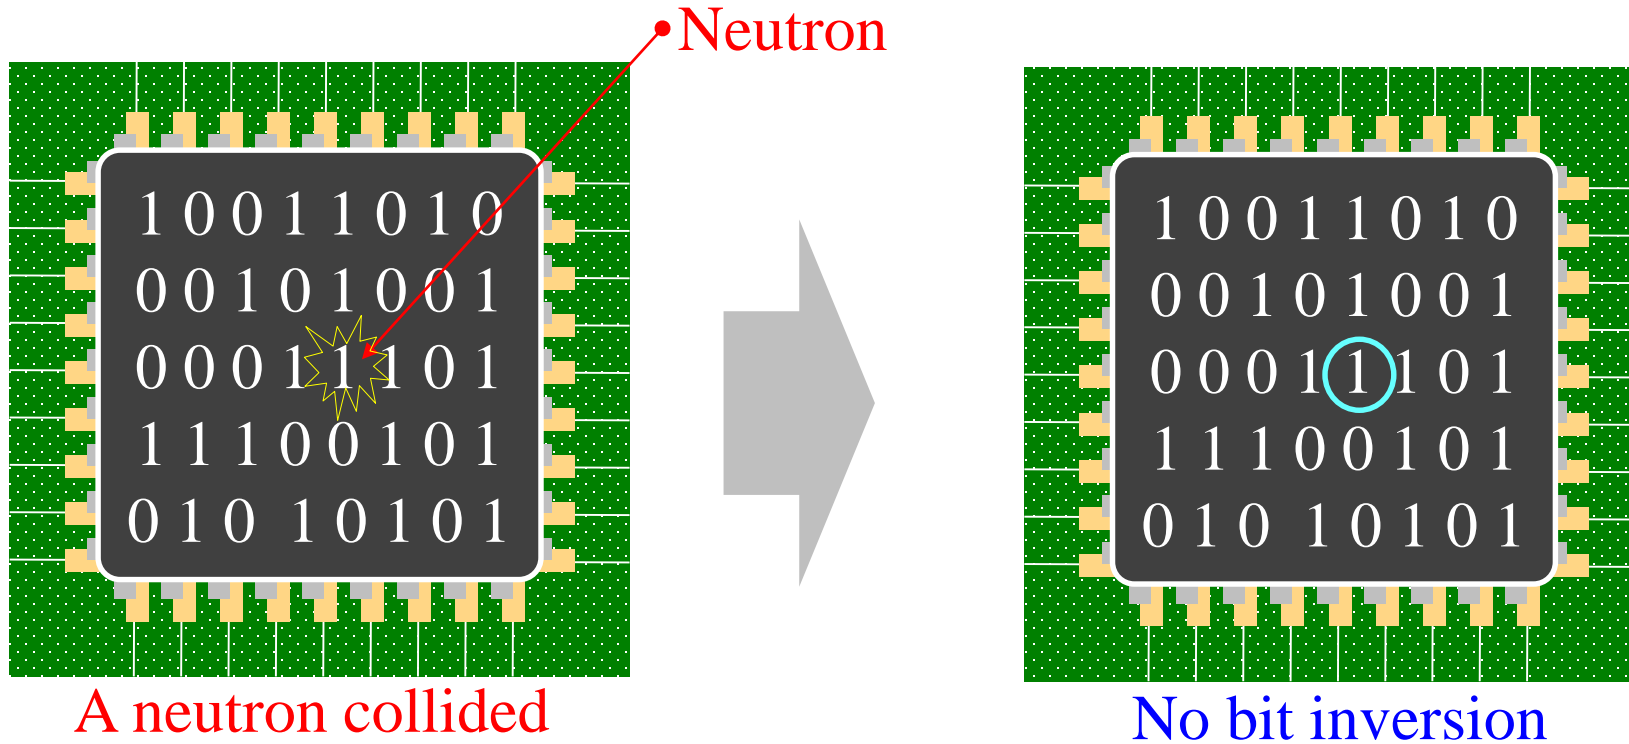 Neutron
1 0 0 1 1 0 1 0
0 0 1 0 1 0 0 1
0 0 0 1 1 1 0 1
1 1 1 0 0 1 0 1
0 1 0 1 0 1 0 1
A neutron collided
1 0 0 1 1 0 1 0
0 0 1 0 1 0 0 1
0 0 0 1 1 1 0 1
1 1 1 0 0 1 0 1
0 1 0 1 0 1 0 1
No bit inversion